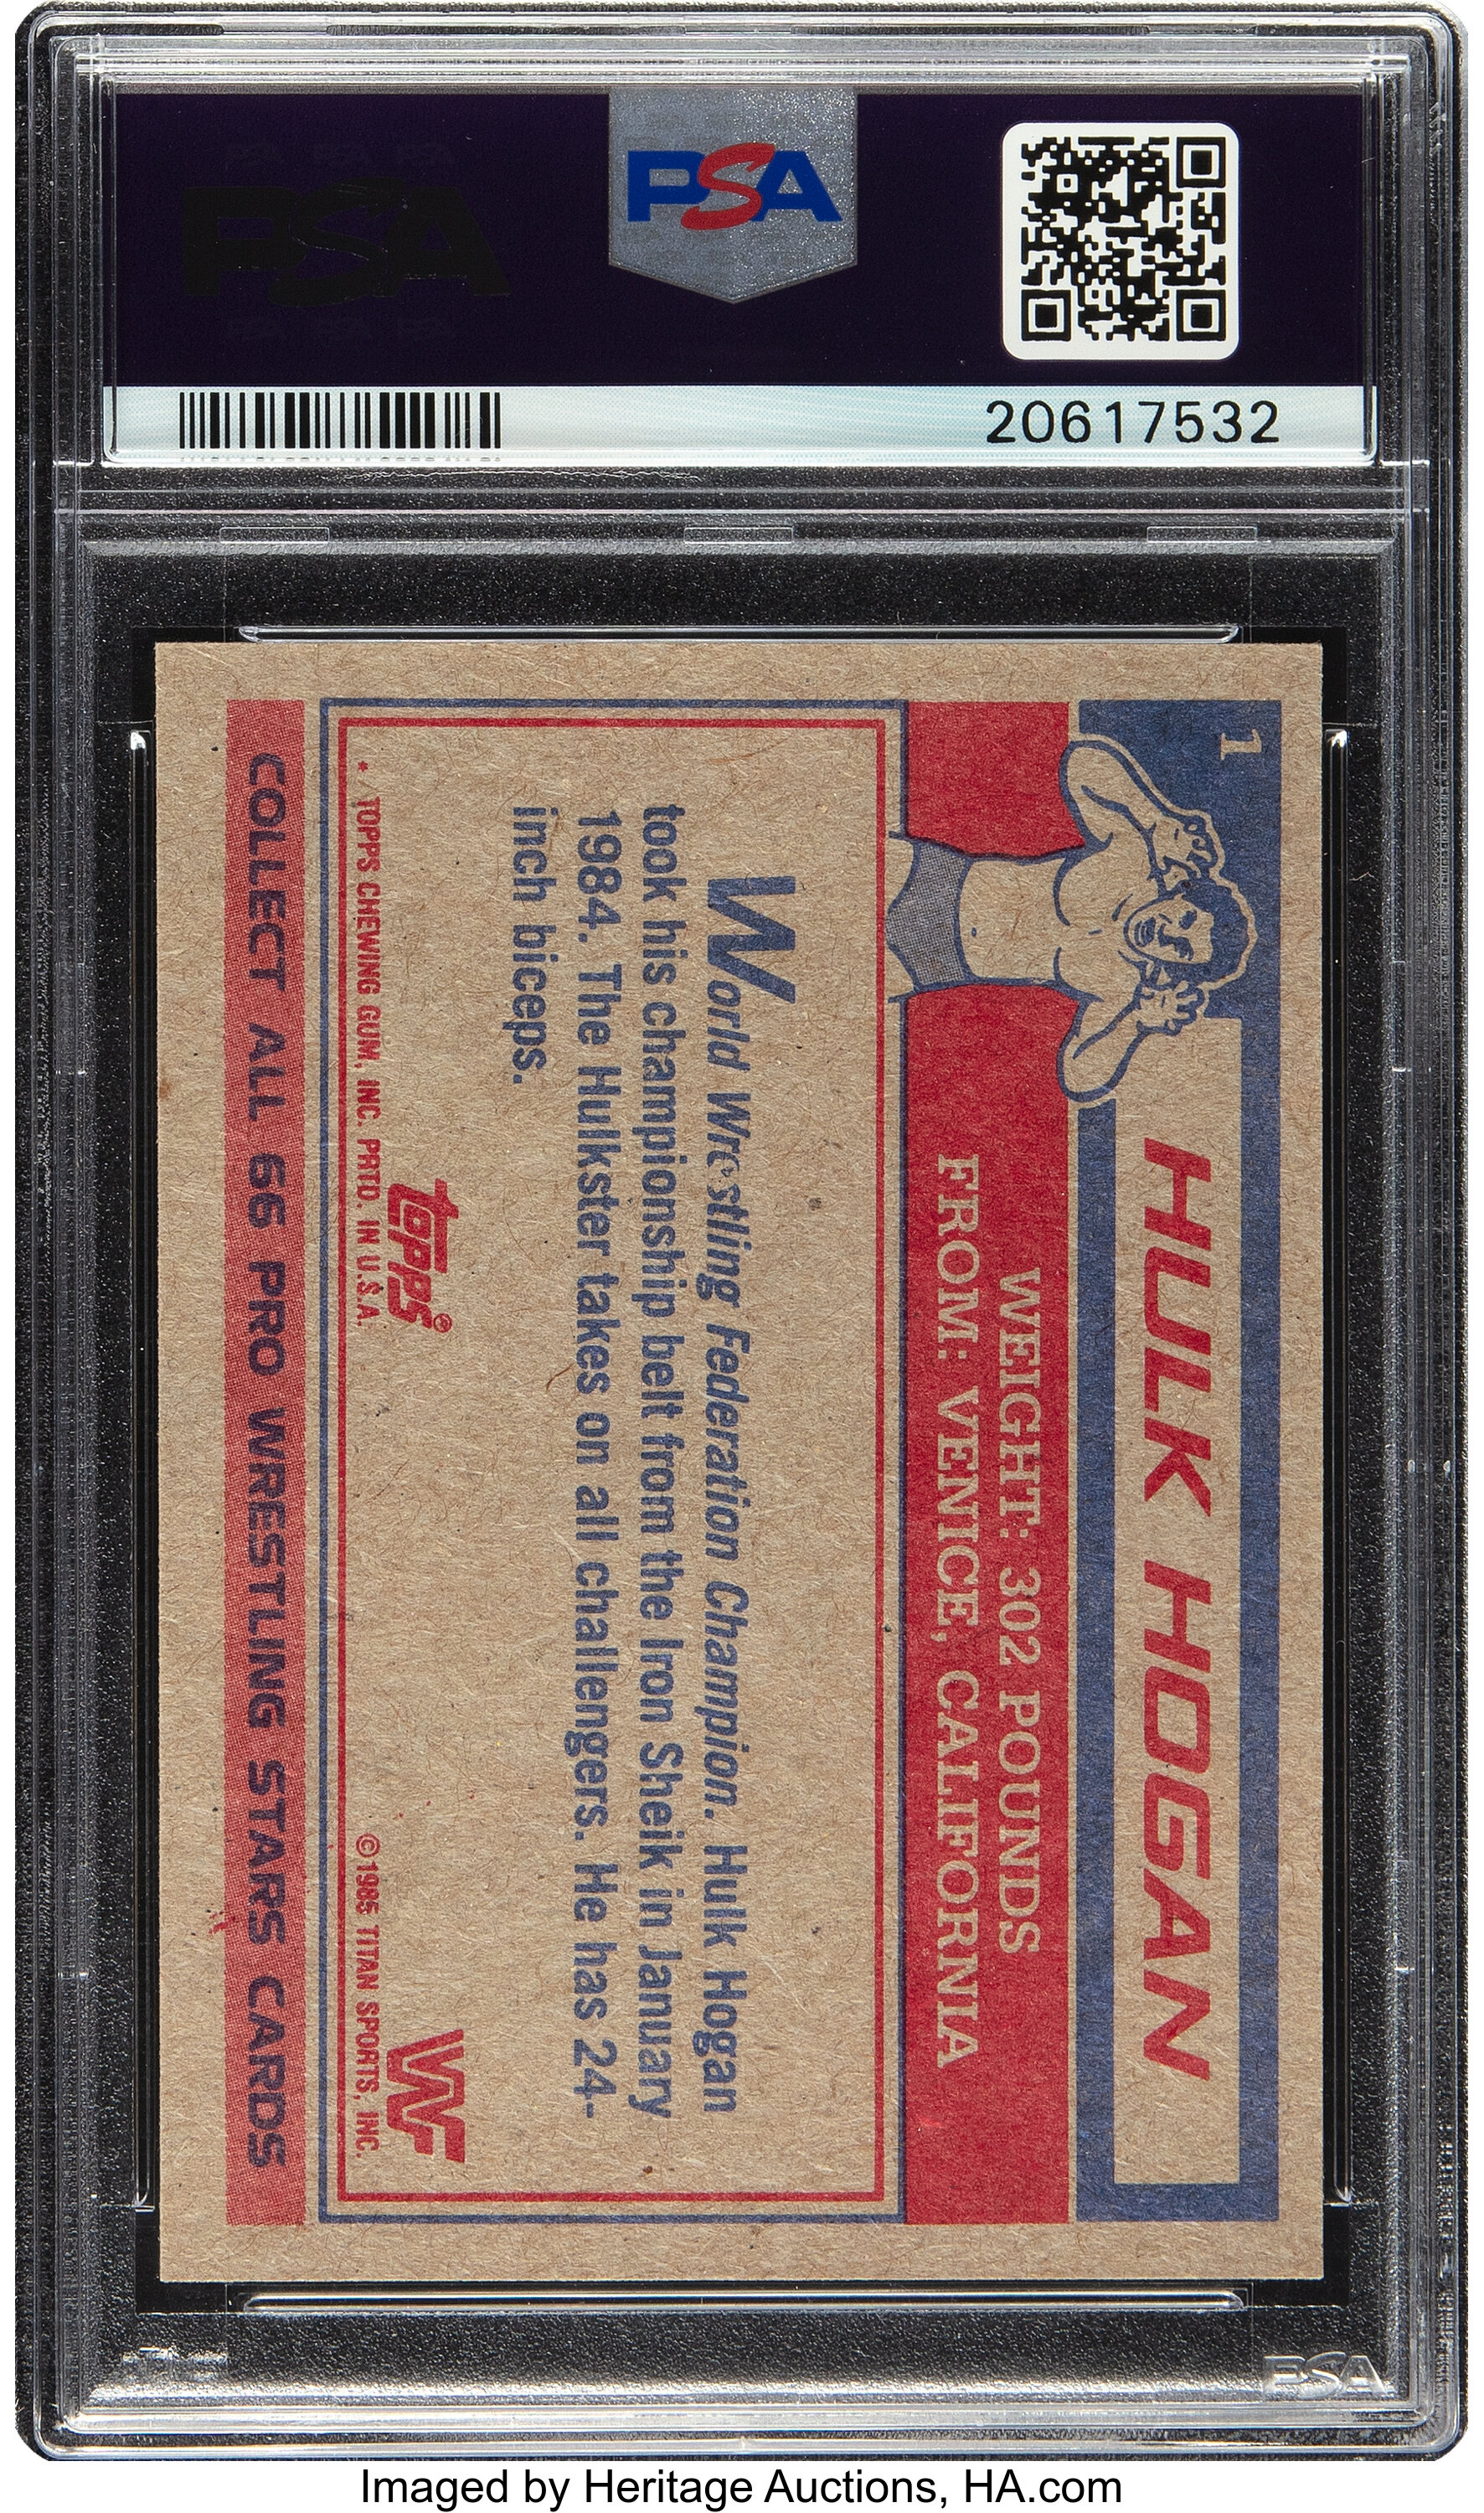 PSA
PSA
20617532
1
HULK HOGAN
WEIGHT: 302 POUNDS
FROM: VENICE, CALIFORNIA
World Wrestling Federation Champion. Hulk Hogan
took his championship belt from the Iron Sheik in January
1984. The Hulkster takes on all challengers. He has 24-
inch biceps.
topps®
WF
* TOPPS CHEWING GUM, INC. PRTD. IN U.S.A.
©1985 TITAN SPORTS, INC.
COLLECT ALL 66 PRO WRESTLING STARS CARDS
PSA
Imaged by Heritage Auctions, HA.com